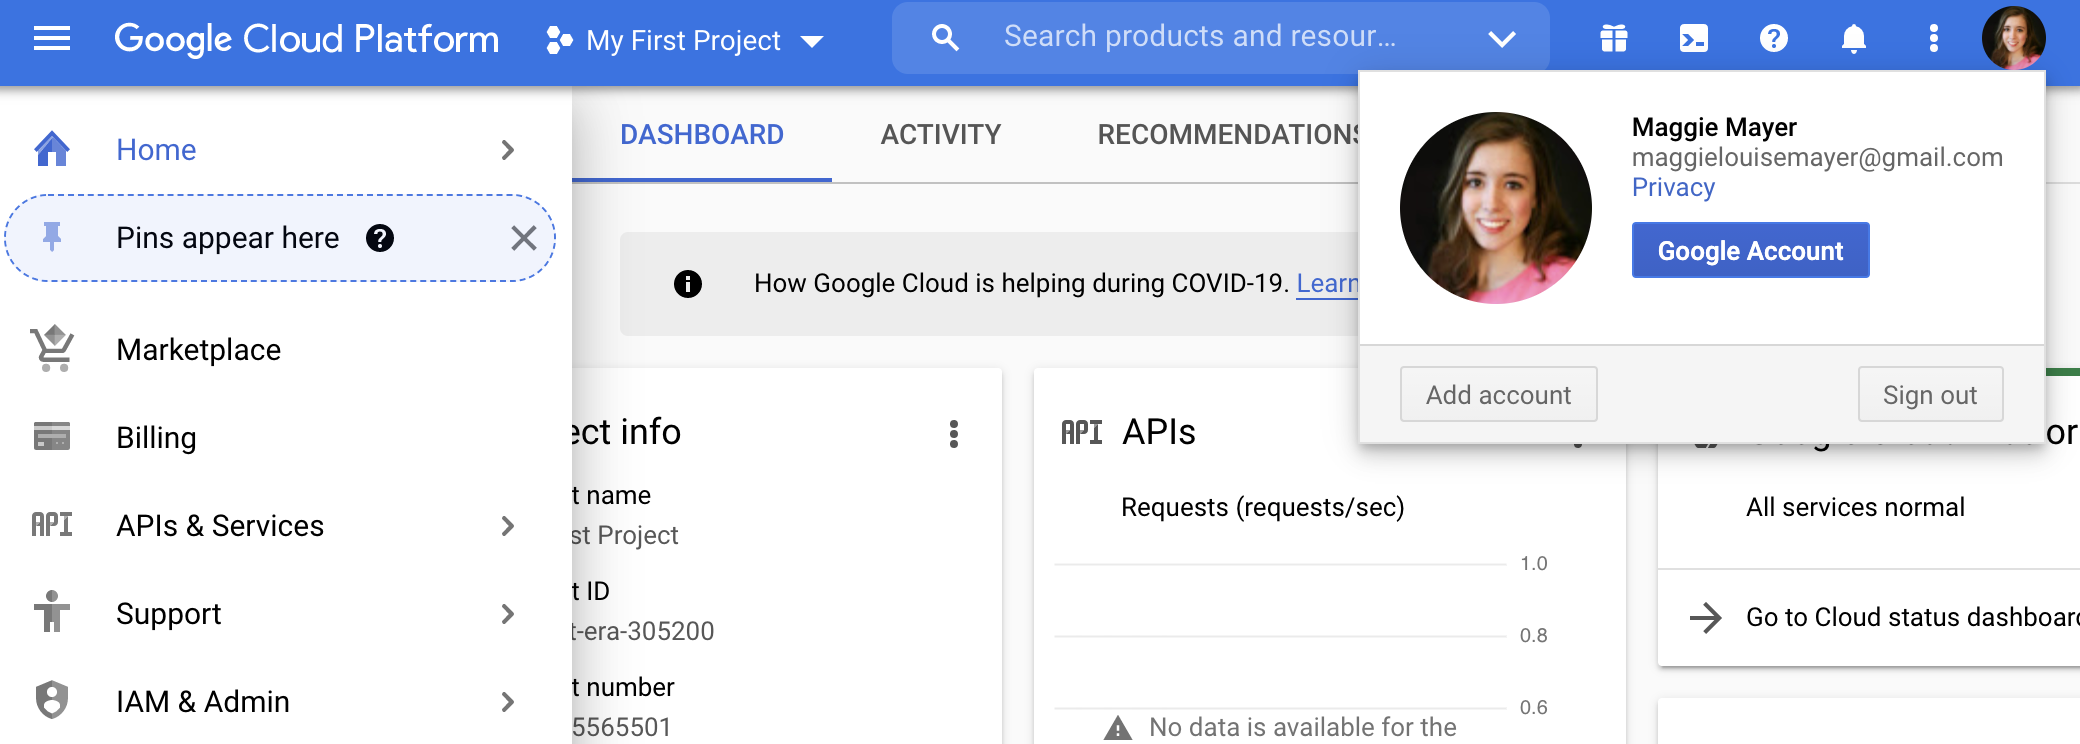 Google Cloud Platform
My First Project
Search products and resour...
Home
Pins appear here
Marketplace
Billing
API
APIs & Services
Support
IAM & Admin
DASHBOARD
ACTIVITY
RECOMMENDATIONS
How Google Cloud is helping during COVID-19. Learn
Maggie Mayer
maggielouisemayer@gmail.com
Privacy
Google Account
Add account
Sign out
ect info
t name
st Project
t ID
t-era-305200
t number
5565501
API APIs
Requests (requests/sec)
1.0
0.8
0.6
No data is available for the
All services normal
Go to Cloud status dashboard